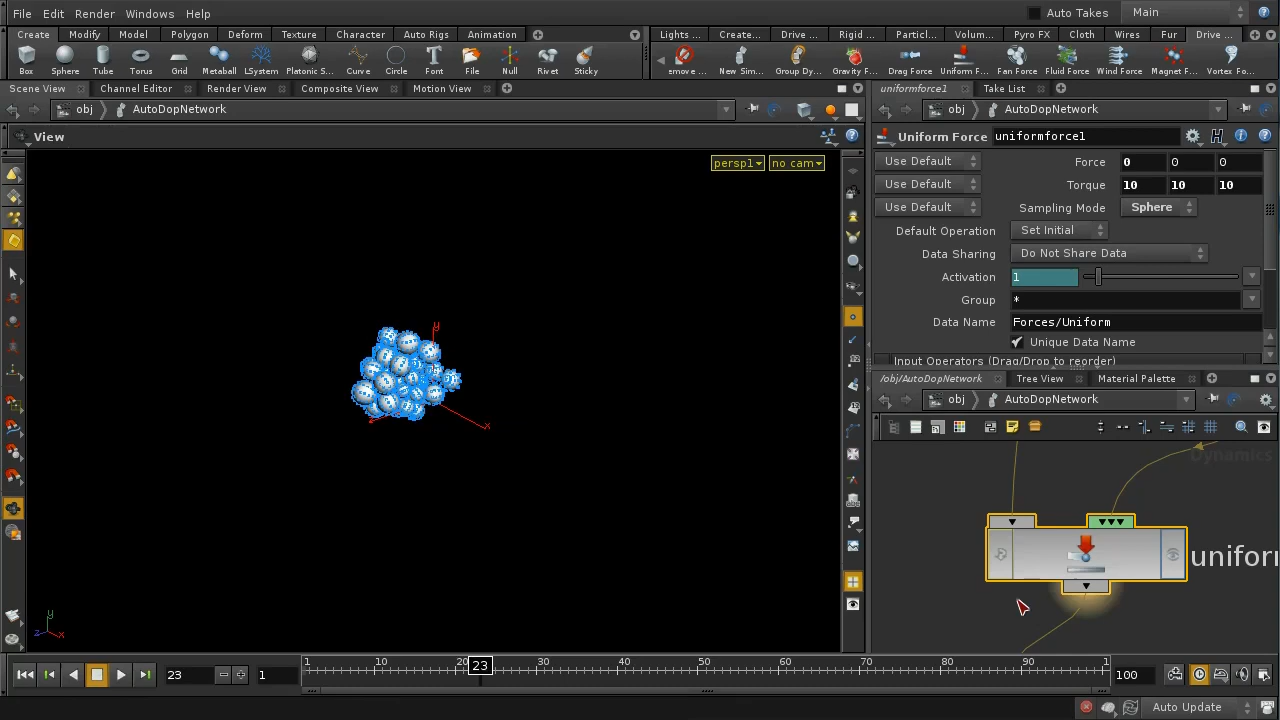 File Edit Render Windows Help
Auto Takes Main
Create Modify Model Polygon Deform Texture Character Auto Rigs Animation
Lights ... Create... Drive ... Rigid ... Particl... Volum... Pyro FX Cloth Wires Fur Drive ...
Box Sphere Tube Torus Grid Metaball LSystem Platonic S... Curve Circle Font File Null Rivet Sticky
emove ... New Sim... Group Dy... Gravity F... Drag Force Uniform F... Fan Force Fluid Force Wind Force Magnet F... Vortex Fo...
Scene View Channel Editor Render View Composite View Motion View
uniformforce1 Take List
obj AutoDopNetwork
obj AutoDopNetwork
View
Uniform Force uniformforce1
persp1 no cam
Use Default Force 0 0 0
Use Default Torque 10 10 10
Use Default Sampling Mode Sphere
Default Operation Set Initial
Data Sharing Do Not Share Data
Activation 1
Group *
Data Name Forces/Uniform
Unique Data Name
Input Operators (Drag/Drop to reorder)
/obj/AutoDopNetwork Tree View Material Palette
obj AutoDopNetwork
Dynamics
uniform
y
x
y
z x
23 1
1 10 20 23 30 40 50 60 70 80 90 1
100
Auto Update